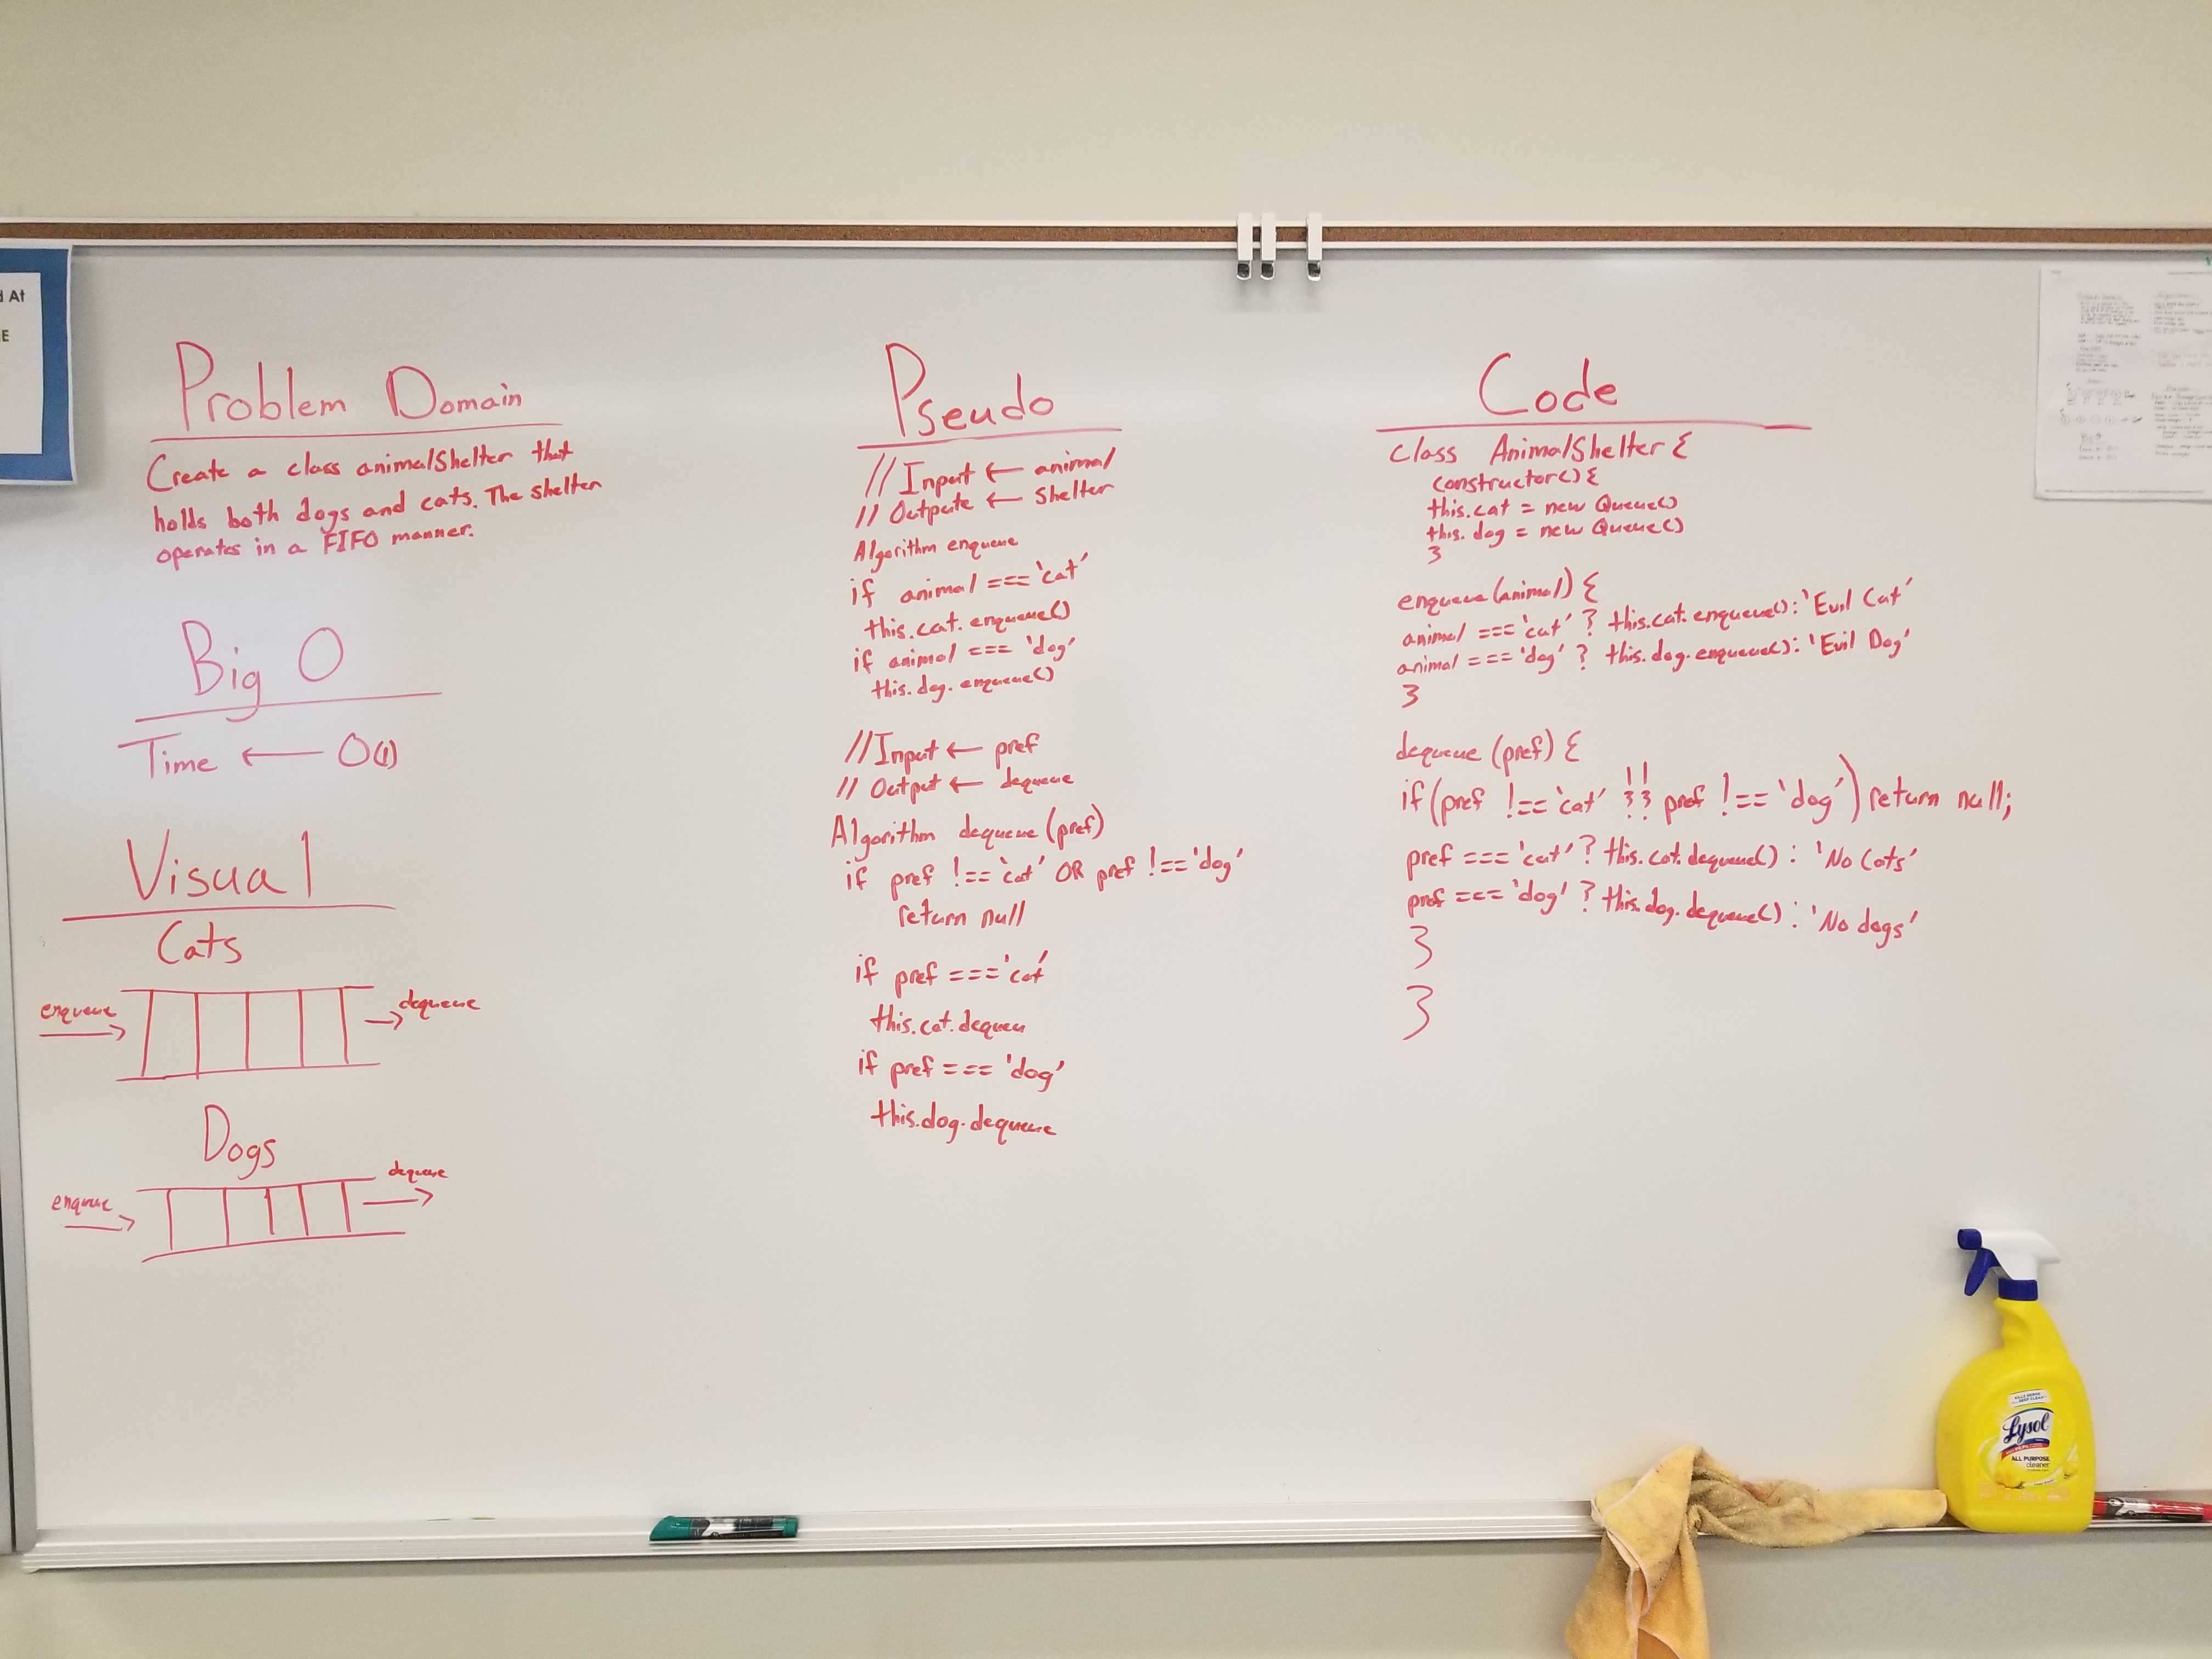 d At
E
Problem Domain
Create a class animalShelter that
holds both dogs and cats. The shelter
operates in a FIFO manner.
Big O
Time ← O(1)
Visual
Cats
enqueue → dequeue →
Dogs
enqueue → dequeue →
Pseudo
// Input ← animal
// Outpute ← Shelter
Algorithm enqueue
if animal === 'cat'
this.cat.enqueue()
if animal === 'dog'
this.dog.enqueue()
// Input ← pref
// Output ← dequeue
Algorithm dequeue (pref)
if pref !== 'cat' OR pref !== 'dog'
return null
if pref === 'cat'
this.cat.dequeu
if pref === 'dog'
this.dog.dequeue
Code
class AnimalShelter {
constructor() {
this.cat = new Queue()
this.dog = new Queue()
}
enqueue(animal) {
animal === 'cat' ? this.cat.enqueue() : 'Evil Cat'
animal === 'dog' ? this.dog.enqueue() : 'Evil Dog'
}
dequeue (pref) {
if (pref !== 'cat' || pref !== 'dog') return null;
pref === 'cat' ? this.cat.dequeue() : 'No Cats'
pref === 'dog' ? this.dog.dequeue() : 'No dogs'
}
}
Lysol
ALL PURPOSE
cleaner